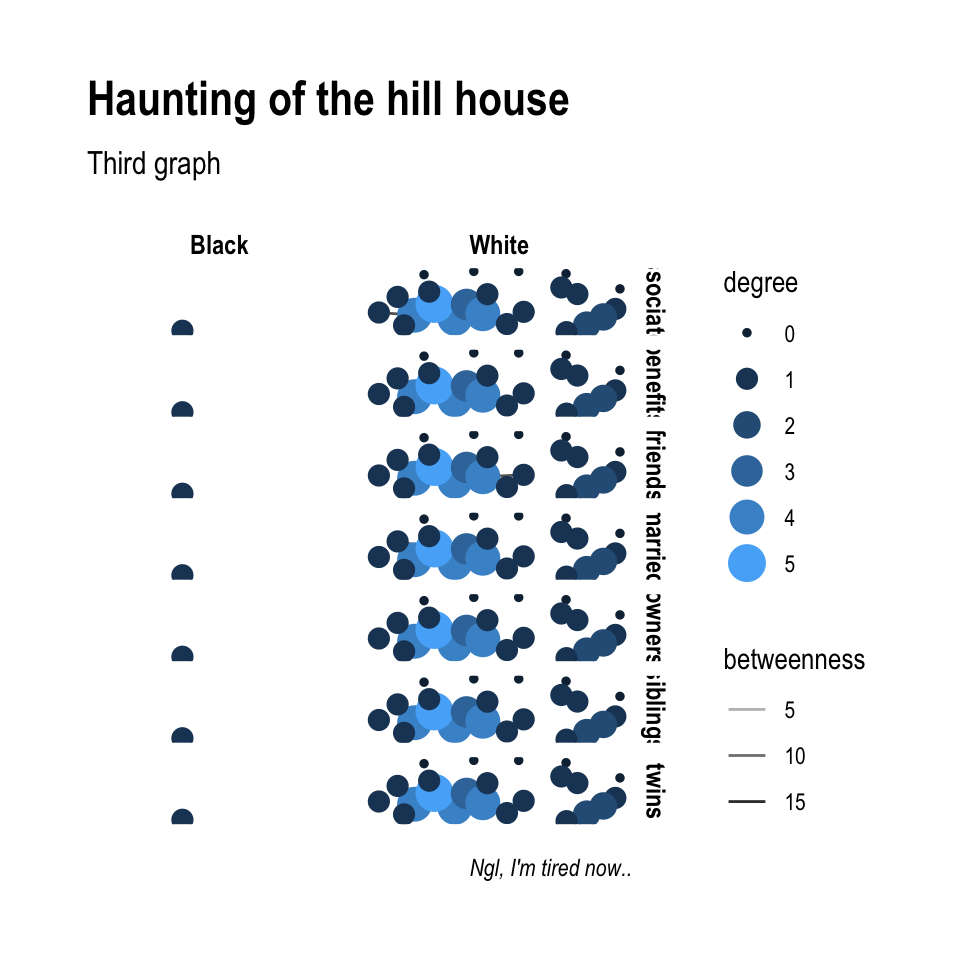 Haunting of the hill house
Third graph
Black
White
degree
0
1
2
3
4
5
betweenness
5
10
15
friends
twins
Ngl, I'm tired now..